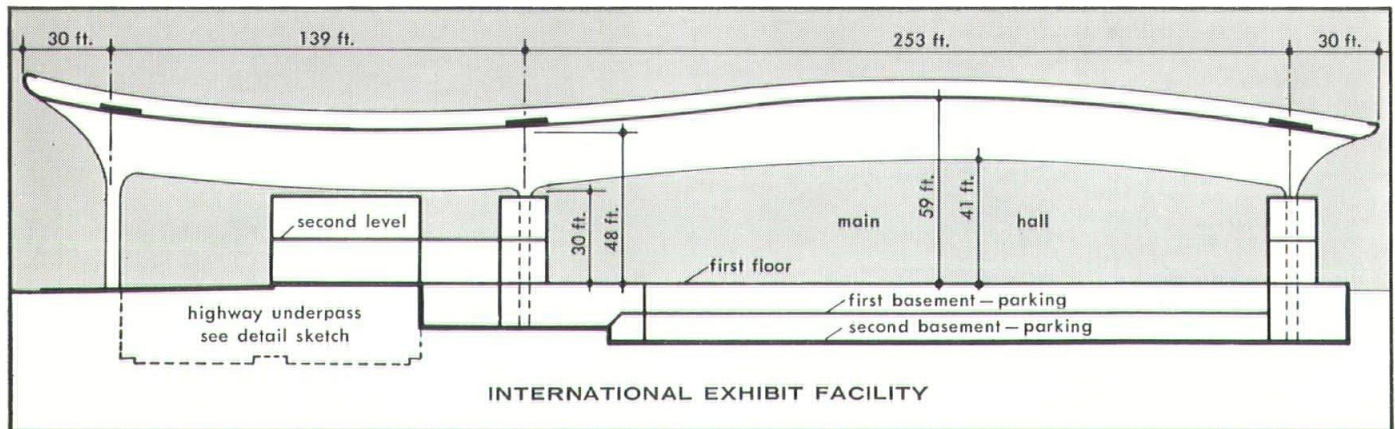 30 ft.
139 ft.
253 ft.
30 ft.
second level
30 ft.
48 ft.
main
59 ft.
41 ft.
hall
first floor
highway underpass
see detail sketch
first basement — parking
second basement — parking
INTERNATIONAL EXHIBIT FACILITY